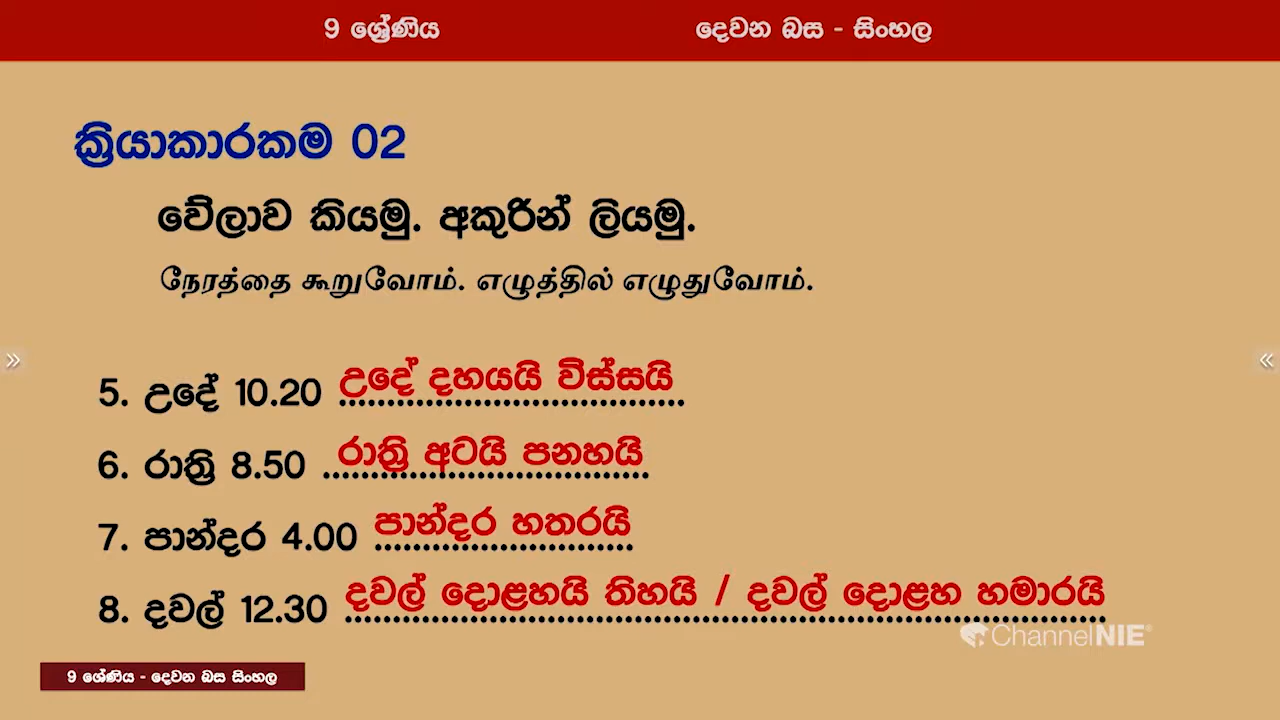 9 ශ්‍රේණිය
දෙවන බස - සිංහල
ක්‍රියාකාරකම 02
වේලාව කියමු. අකුරින් ලියමු.
நேரத்தை கூறுவோம். எழுத்தில் எழுதுவோம்.
5. උදේ 10.20 උදේ දහයයි විස්සයි
6. රාත්‍රි 8.50 රාත්‍රි අටයි පනහයි
7. පාන්දර 4.00 පාන්දර හතරයි
8. දවල් 12.30 දවල් දොළහයි තිහයි / දවල් දොළහ හමාරයි
ChannelNIE
9 ශ්‍රේණිය - දෙවන බස සිංහල